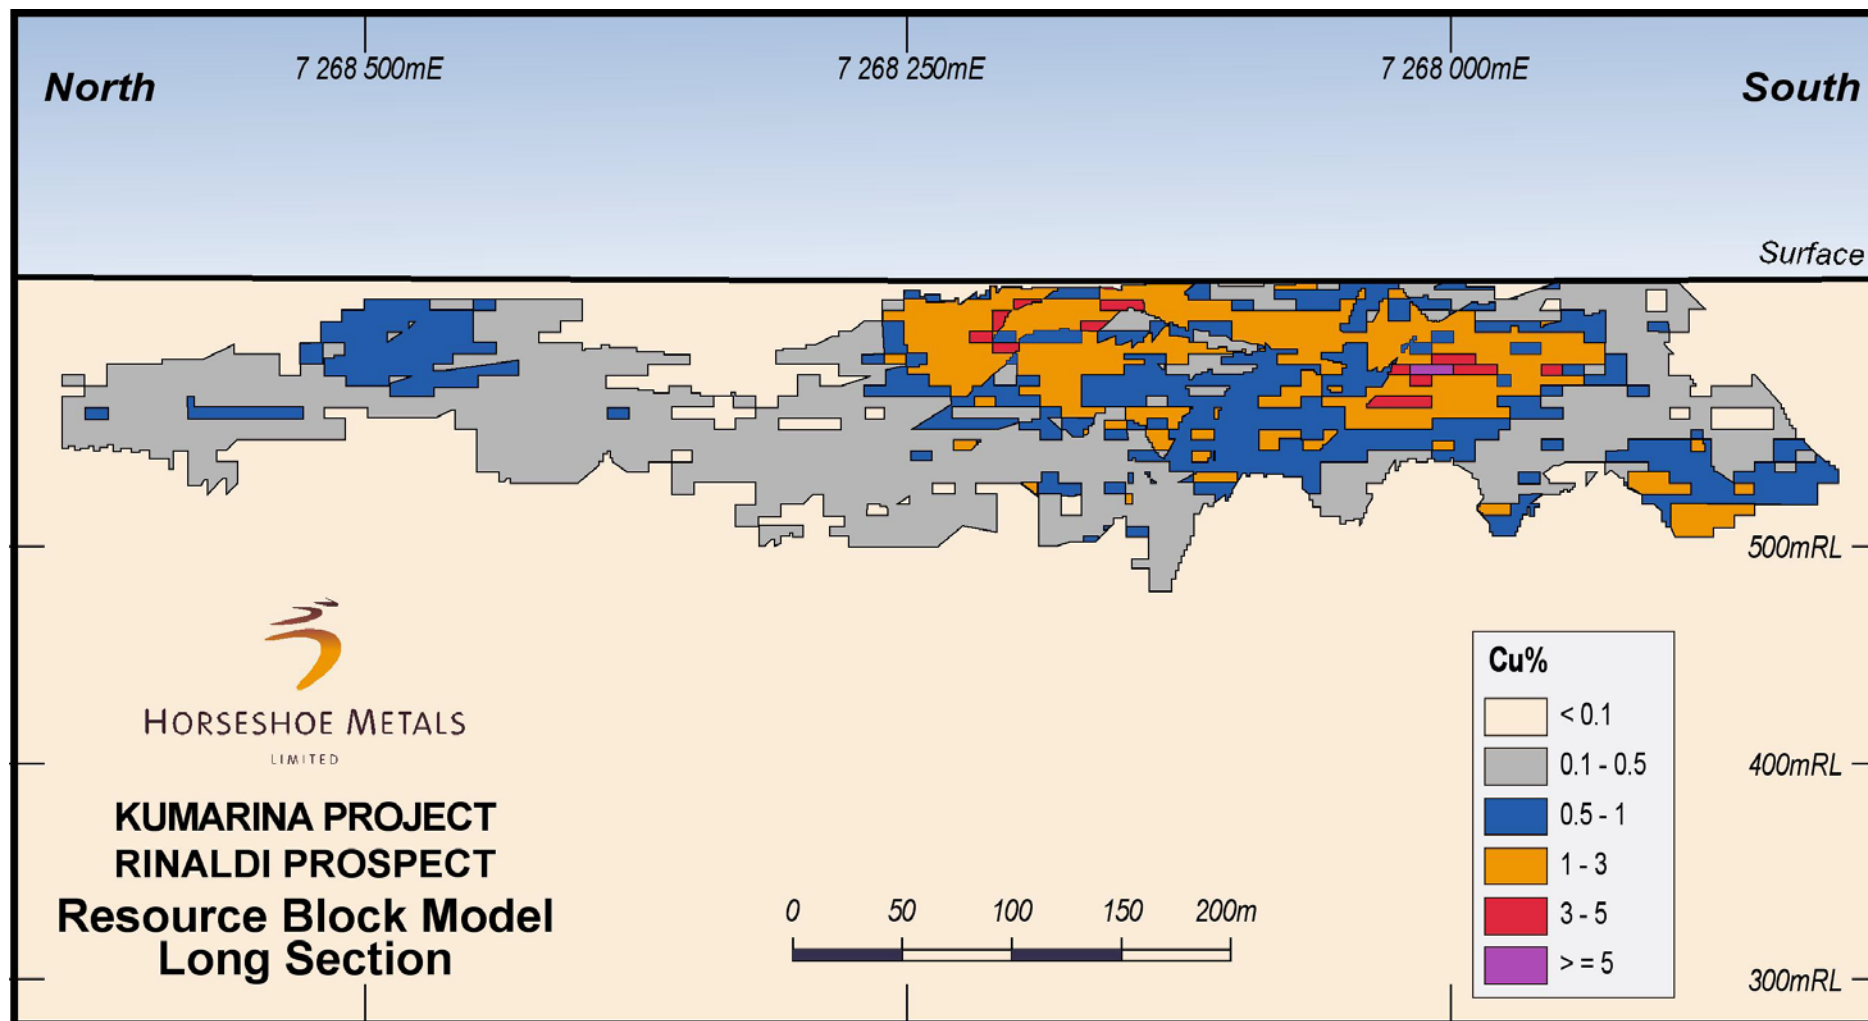 7 268 500mE
7 268 250mE
7 268 000mE
North
South
Surface
500mRL
400mRL
300mRL
HORSESHOE METALS
LIMITED
KUMARINA PROJECT
RINALDI PROSPECT
Resource Block Model
Long Section
0 50 100 150 200m
Cu%
< 0.1
0.1 - 0.5
0.5 - 1
1 - 3
3 - 5
> = 5